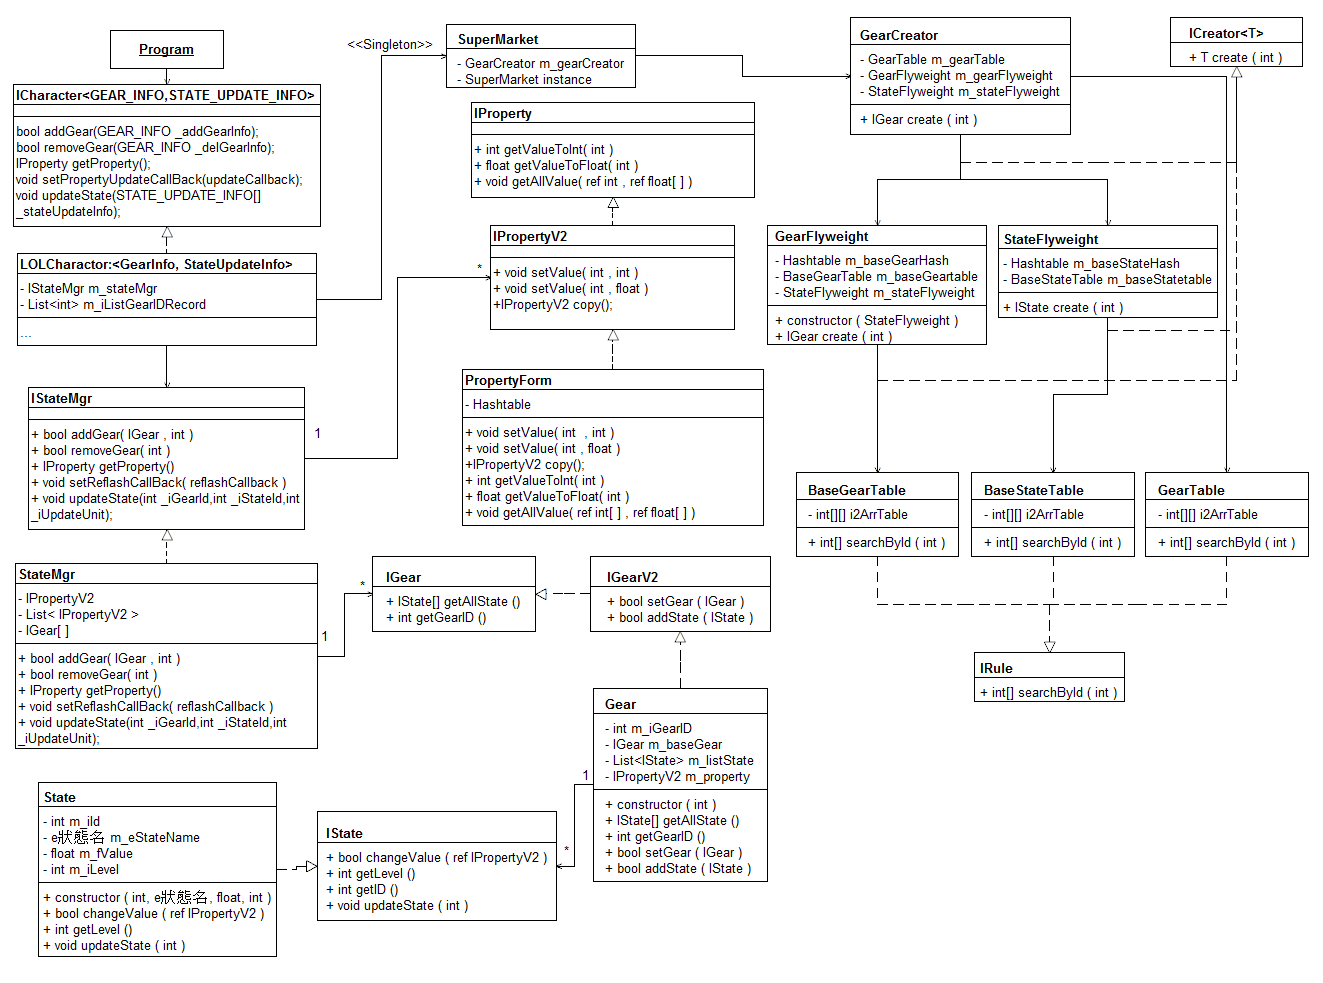 Program
<<Singleton>>
ICharacter<GEAR_INFO,STATE_UPDATE_INFO>
bool addGear(GEAR_INFO _addGearInfo);
bool removeGear(GEAR_INFO _delGearInfo);
IProperty getProperty();
void setPropertyUpdateCallBack(updateCallback);
void updateState(STATE_UPDATE_INFO[]
_stateUpdateInfo);
LOLCharactor:<GearInfo, StateUpdateInfo>
- IStateMgr m_stateMgr
- List<int> m_iListGearIDRecord
...
IStateMgr
+ bool addGear( IGear , int )
+ bool removeGear( int )
+ IProperty getProperty()
+ void setReflashCallBack( reflashCallback )
+ void updateState(int _iGearId,int _iStateId,int
_iUpdateUnit);
1
*
StateMgr
- IPropertyV2
- List< IPropertyV2 >
- IGear[ ]
+ bool addGear( IGear , int )
+ bool removeGear( int )
+ IProperty getProperty()
+ void setReflashCallBack( reflashCallback )
+ void updateState(int _iGearId,int _iStateId,int
_iUpdateUnit);
1
*
SuperMarket
- GearCreator m_gearCreator
- SuperMarket instance
IProperty
+ int getValueToInt( int )
+ float getValueToFloat( int )
+ void getAllValue( ref int , ref float[ ] )
IPropertyV2
+ void setValue( int , int )
+ void setValue( int , float )
+IPropertyV2 copy();
PropertyForm
- Hashtable
+ void setValue( int  , int )
+ void setValue( int , float )
+IPropertyV2 copy();
+ int getValueToInt( int )
+ float getValueToFloat( int )
+ void getAllValue( ref int[ ] , ref float[ ] )
GearCreator
- GearTable m_gearTable
- GearFlyweight m_gearFlyweight
- StateFlyweight m_stateFlyweight
+ IGear create ( int )
ICreator<T>
+ T create ( int )
GearFlyweight
- Hashtable m_baseGearHash
- BaseGearTable m_baseGeartable
- StateFlyweight m_stateFlyweight
+ constructor ( StateFlyweight )
+ IGear create ( int )
StateFlyweight
- Hashtable m_baseStateHash
- BaseStateTable m_baseStatetable
+ IState create ( int )
BaseGearTable
- int[][] i2ArrTable
+ int[] searchById ( int )
BaseStateTable
- int[][] i2ArrTable
+ int[] searchById ( int )
GearTable
- int[][] i2ArrTable
+ int[] searchById ( int )
IRule
+ int[] searchById ( int )
IGear
+ IState[] getAllState ()
+ int getGearID ()
IGearV2
+ bool setGear ( IGear )
+ bool addState ( IState )
Gear
- int m_iGearID
- IGear m_baseGear
- List<IState> m_listState
- IPropertyV2 m_property
+ constructor ( int )
+ IState[] getAllState ()
+ int getGearID ()
+ bool setGear ( IGear )
+ bool addState ( IState )
1
*
State
- int m_iId
- e狀態名 m_eStateName
- float m_fValue
- int m_iLevel
+ constructor ( int, e狀態名, float, int )
+ bool changeValue ( ref IPropertyV2 )
+ int getLevel ()
+ void updateState ( int )
IState
+ bool changeValue ( ref IPropertyV2 )
+ int getLevel ()
+ int getID ()
+ void updateState ( int )